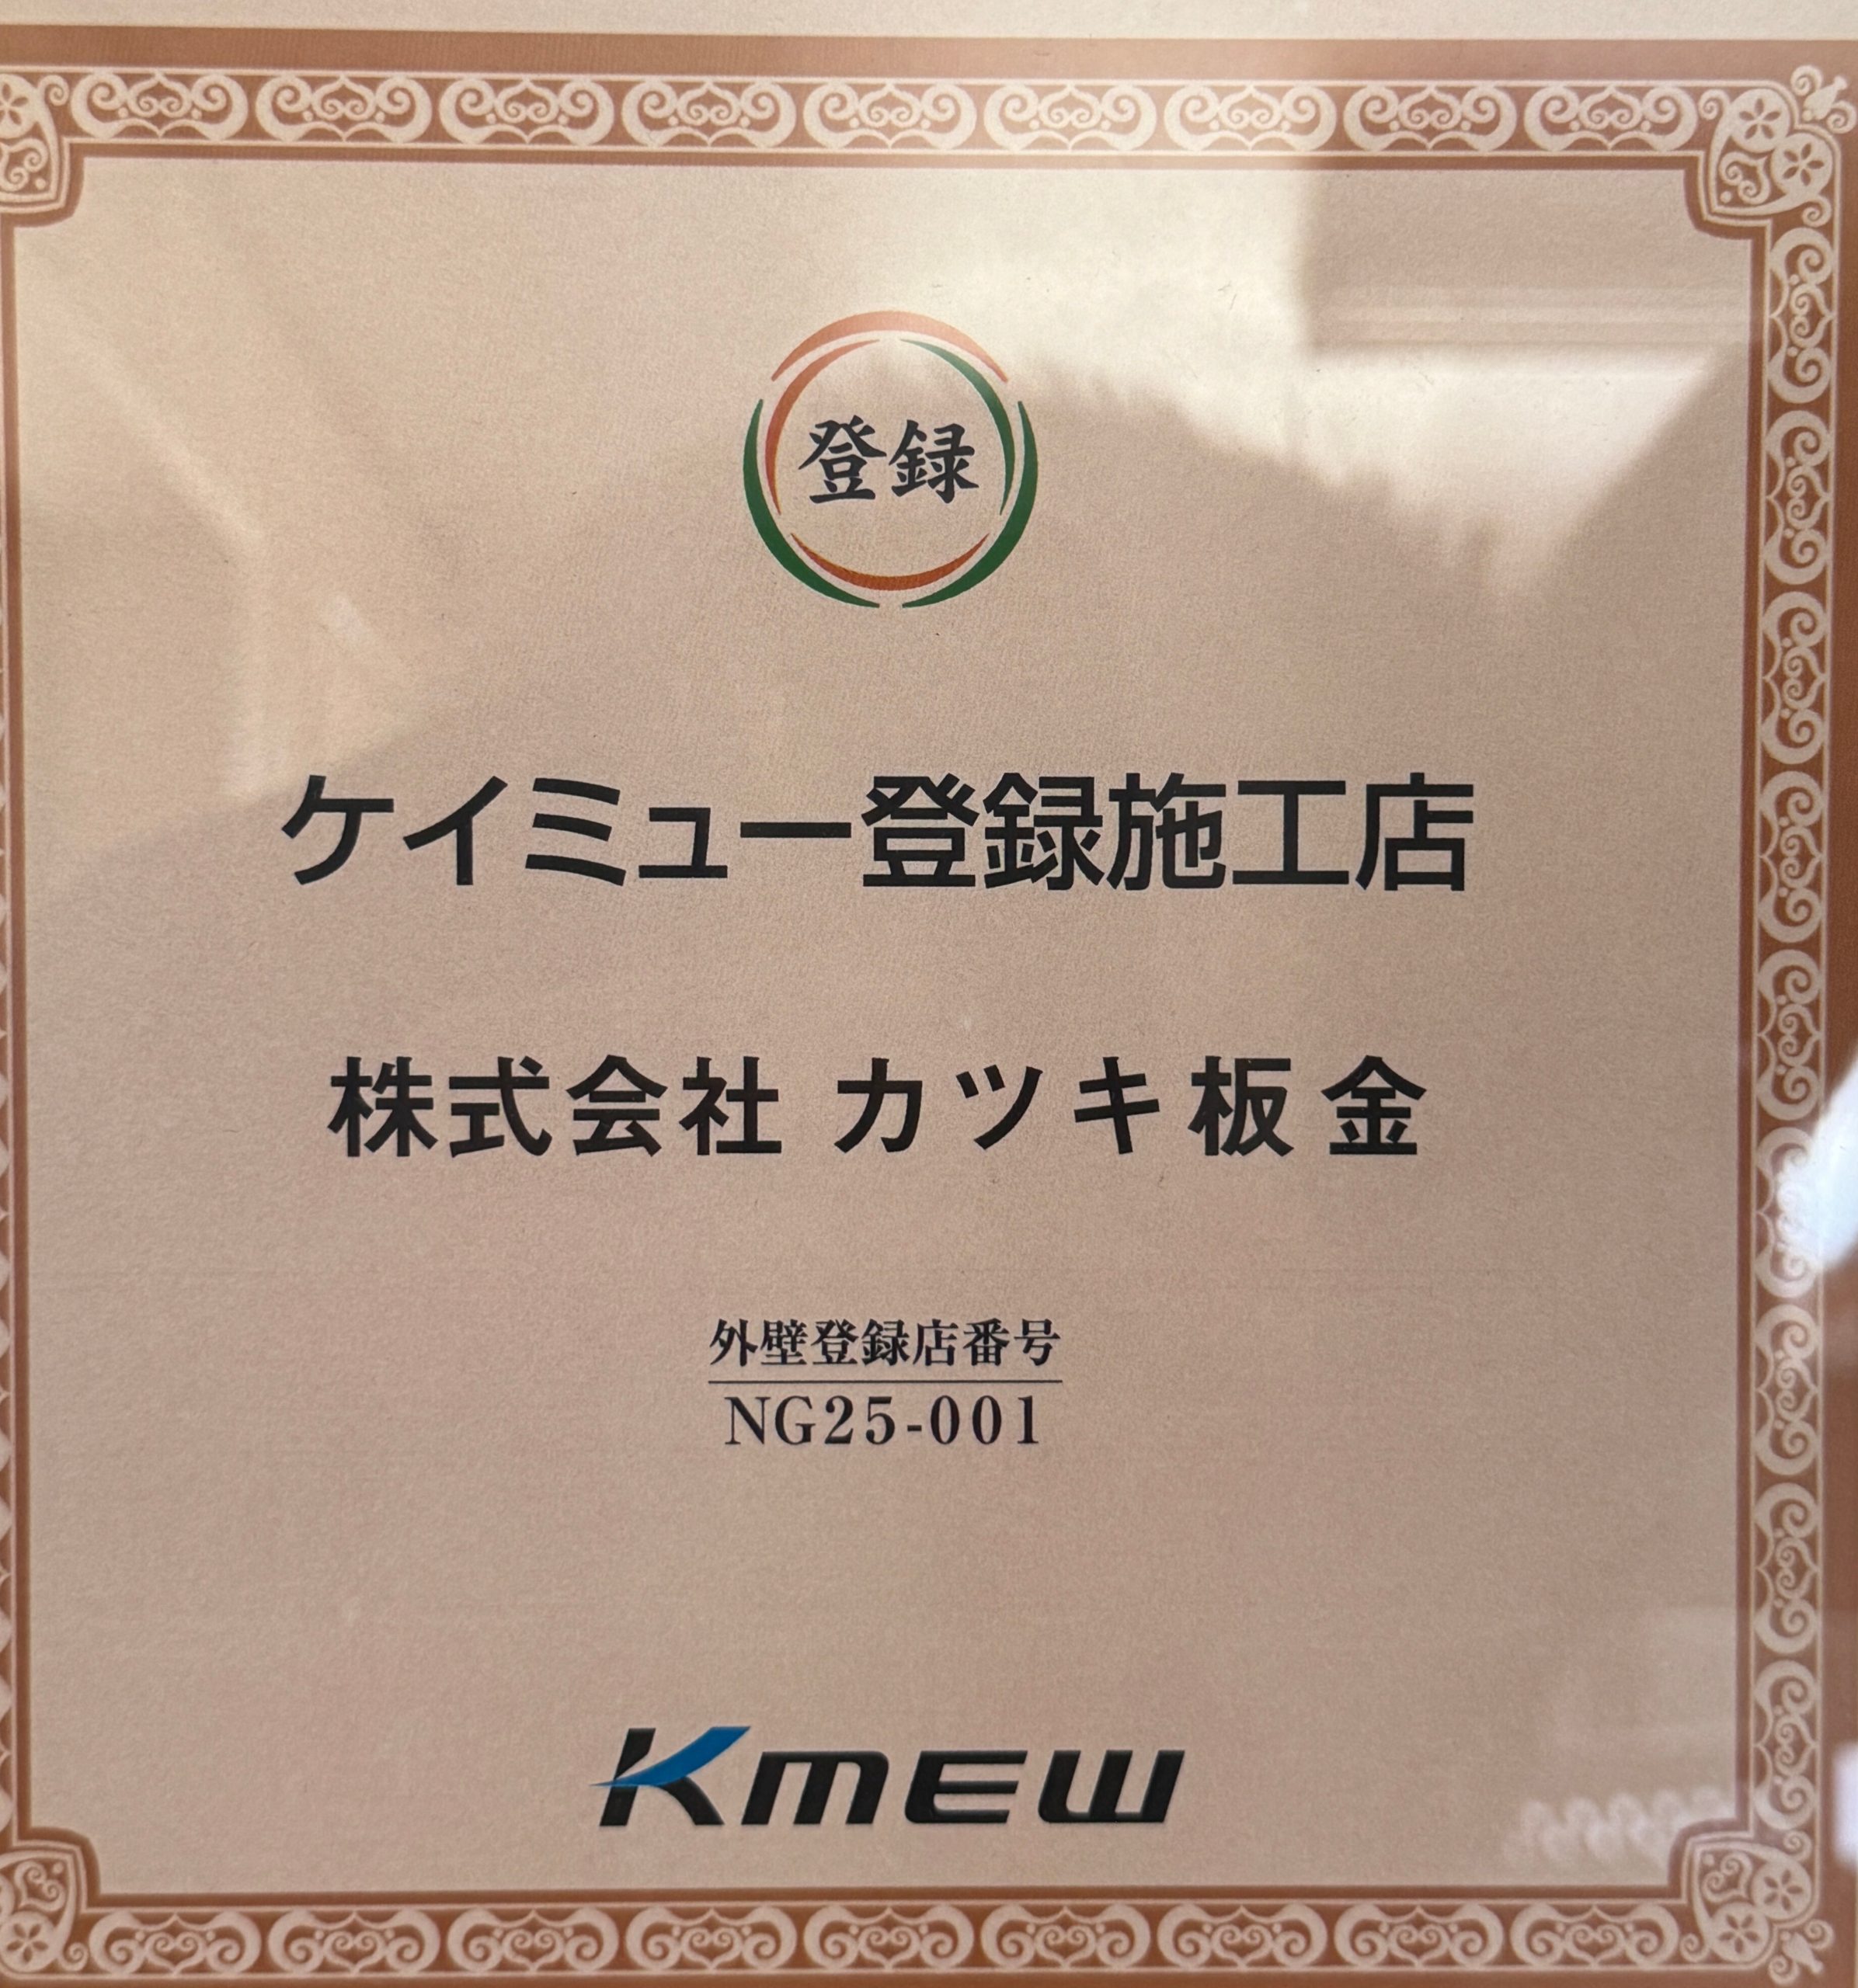 登録
ケイミュー登録施工店
株式会社 カツキ板金
外壁登録店番号
NG25-001
KMEW